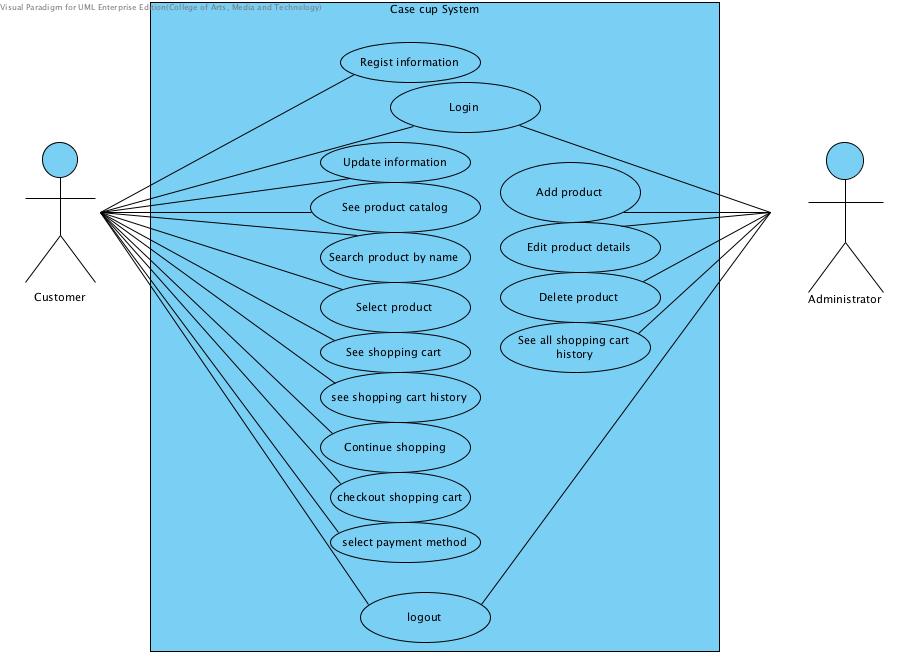 Visual Paradigm for UML Enterprise Edition(College of Arts, Media and Technology)
Case cup System
Regist information
Login
Update information
Add product
See product catalog
Edit product details
Search product by name
Customer
Administrator
Delete product
Select product
See all shopping cart
history
See shopping cart
see shopping cart history
Continue shopping
checkout shopping cart
select payment method
logout